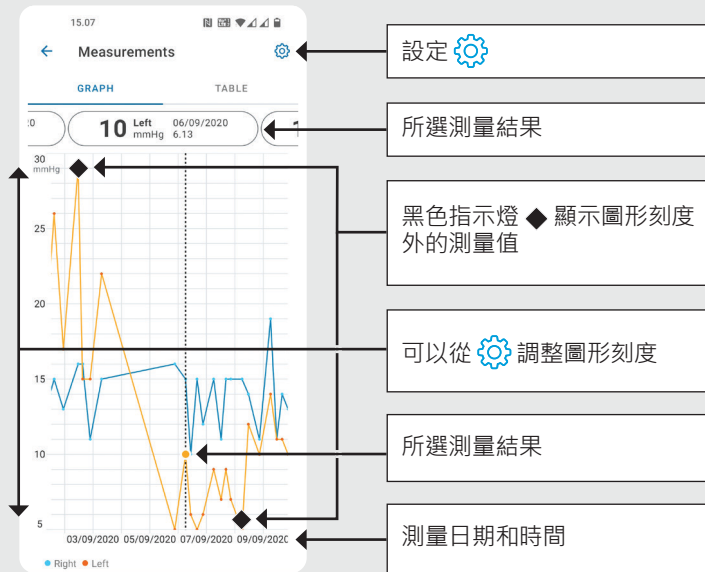 15.07
Measurements
GRAPH
TABLE
10 Left 06/09/2020
mmHg 6.13
30
mmHg
25
20
15
10
5
03/09/2020 05/09/2020 07/09/2020 09/09/2020
Right Left
設定
所選測量結果
黑色指示燈 ◆ 顯示圖形刻度
外的測量值
可以從 調整圖形刻度
所選測量結果
測量日期和時間